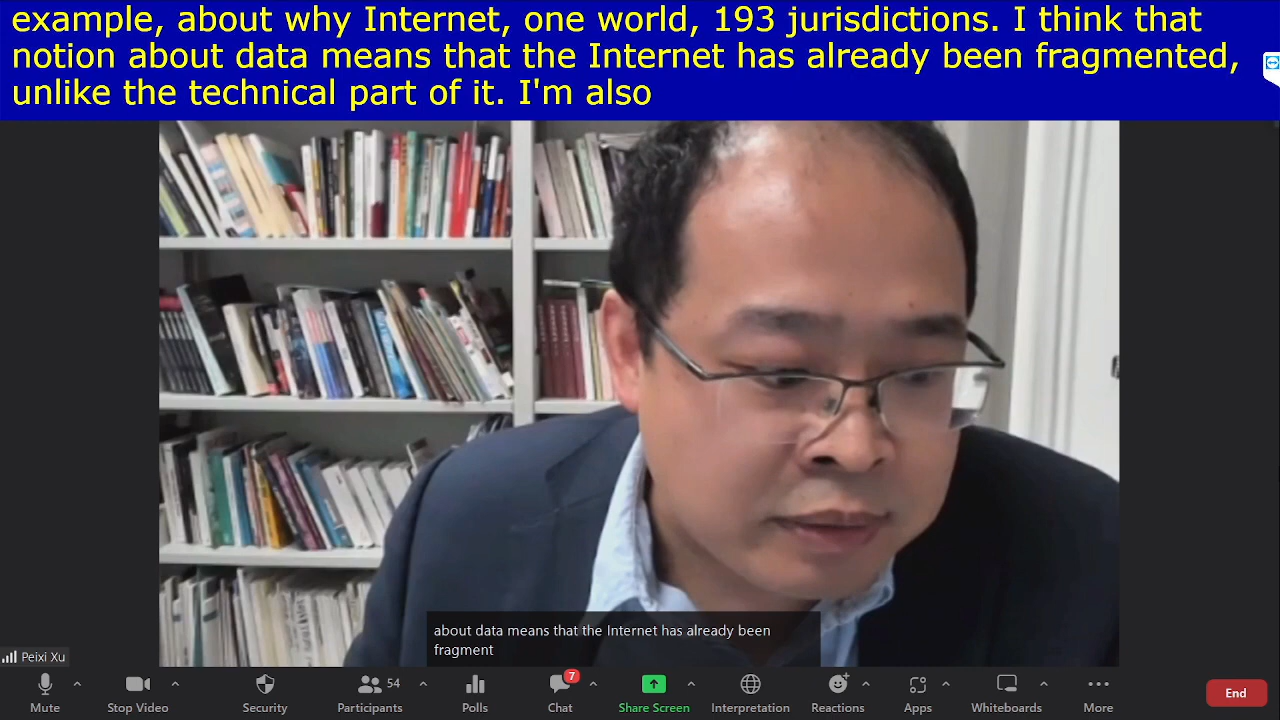 example, about why Internet, one world, 193 jurisdictions. I think that
notion about data means that the Internet has already been fragmented,
unlike the technical part of it. I'm also
about data means that the Internet has already been
fragment
Peixi Xu
Mute
Stop Video
Security
54
Participants
Polls
7
Chat
Share Screen
Interpretation
Reactions
Apps
Whiteboards
More
End